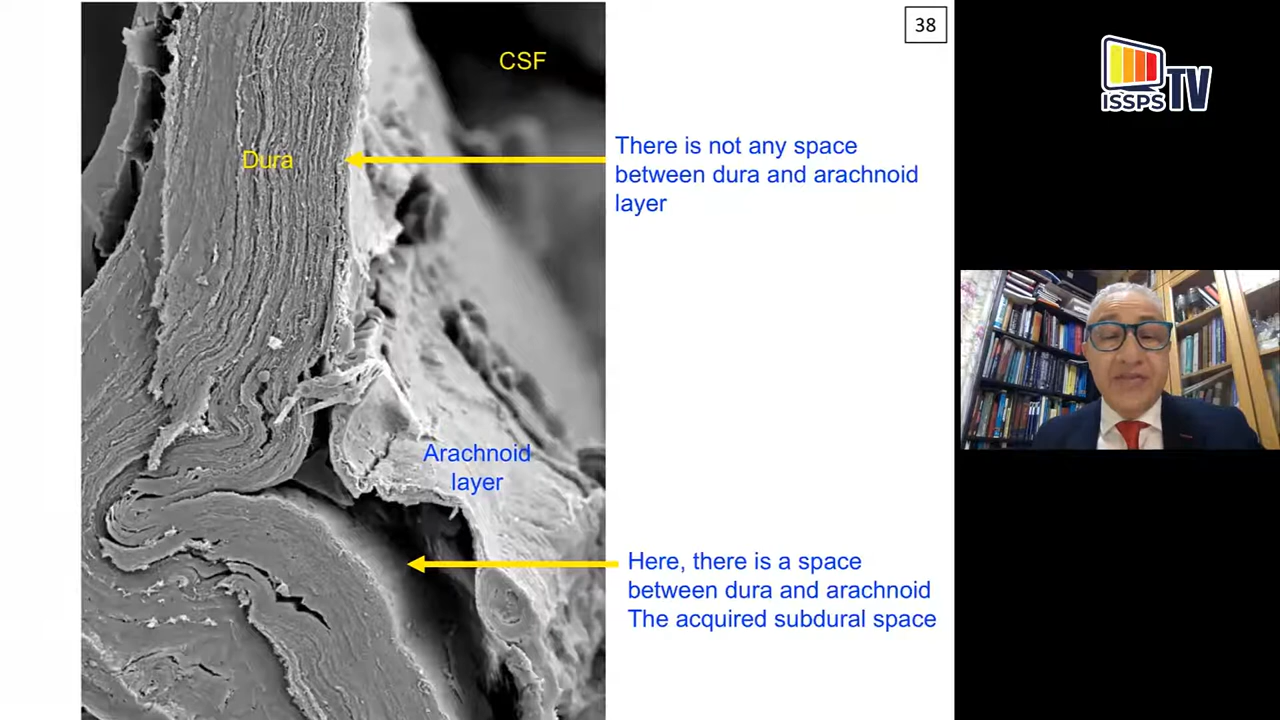 38
CSF
ISSPS TV
There is not any space
between dura and arachnoid
layer
Dura
Arachnoid
layer
Here, there is a space
between dura and arachnoid
The acquired subdural space